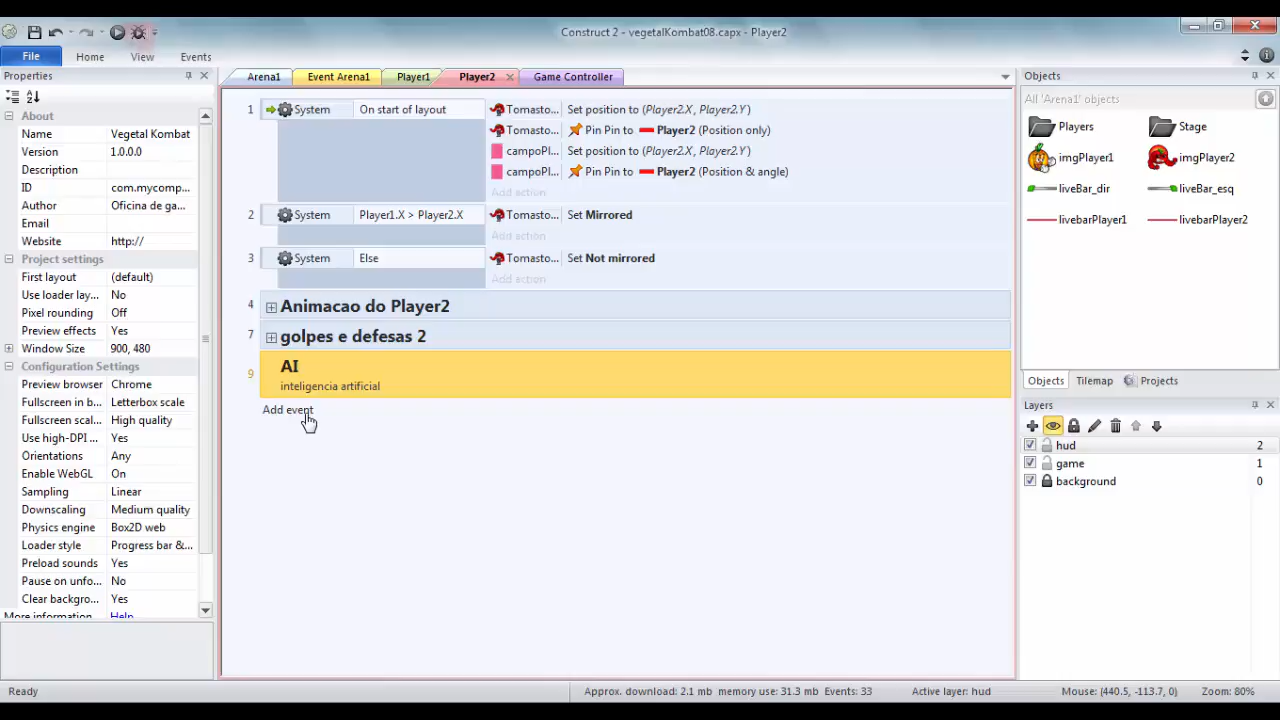 Construct 2 - vegetalKombat08.capx - Player2
File Home View Events
Properties
Arena1 Event Arena1 Player1 Player2 Game Controller
Objects
About
Name Vegetal Kombat
Version 1.0.0.0
Description
ID com.mycomp...
Author Oficina de ga...
Email
Website http://
Project settings
First layout (default)
Use loader lay... No
Pixel rounding Off
Preview effects Yes
Window Size 900, 480
Configuration Settings
Preview browser Chrome
Fullscreen in b... Letterbox scale
Fullscreen scal... High quality
Use high-DPI ... Yes
Orientations Any
Enable WebGL On
Sampling Linear
Downscaling Medium quality
Physics engine Box2D web
Loader style Progress bar &...
Preload sounds Yes
Pause on unfo... No
Clear backgro... Yes
More information Help
1 System On start of layout Tomasto... Set position to (Player2.X, Player2.Y)
Tomasto... Pin Pin to Player2 (Position only)
campoPl... Set position to (Player2.X, Player2.Y)
campoPl... Pin Pin to Player2 (Position & angle)
Add action
2 System Player1.X > Player2.X Tomasto... Set Mirrored
Add action
3 System Else Tomasto... Set Not mirrored
Add action
4 Animacao do Player2
7 golpes e defesas 2
9 AI
inteligencia artificial
Add event
All 'Arena1' objects
Players Stage
imgPlayer1 imgPlayer2
liveBar_dir liveBar_esq
livebarPlayer1 livebarPlayer2
Objects Tilemap Projects
Layers
hud 2
game 1
background 0
Ready Approx. download: 2.1 mb memory use: 31.3 mb Events: 33 Active layer: hud Mouse: (440.5, -113.7, 0) Zoom: 80%